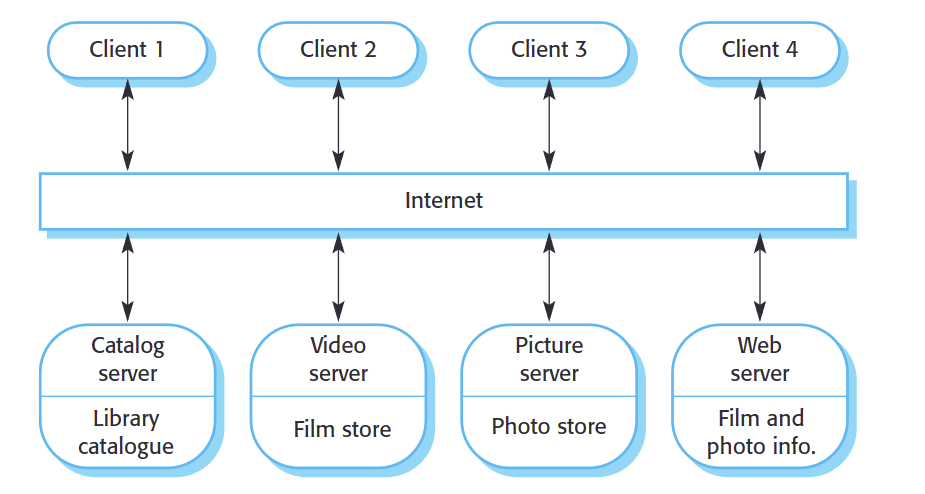 Client 1
Client 2
Client 3
Client 4
Internet
Catalog
server
Library
catalogue
Video
server
Film store
Picture
server
Photo store
Web
server
Film and
photo info.